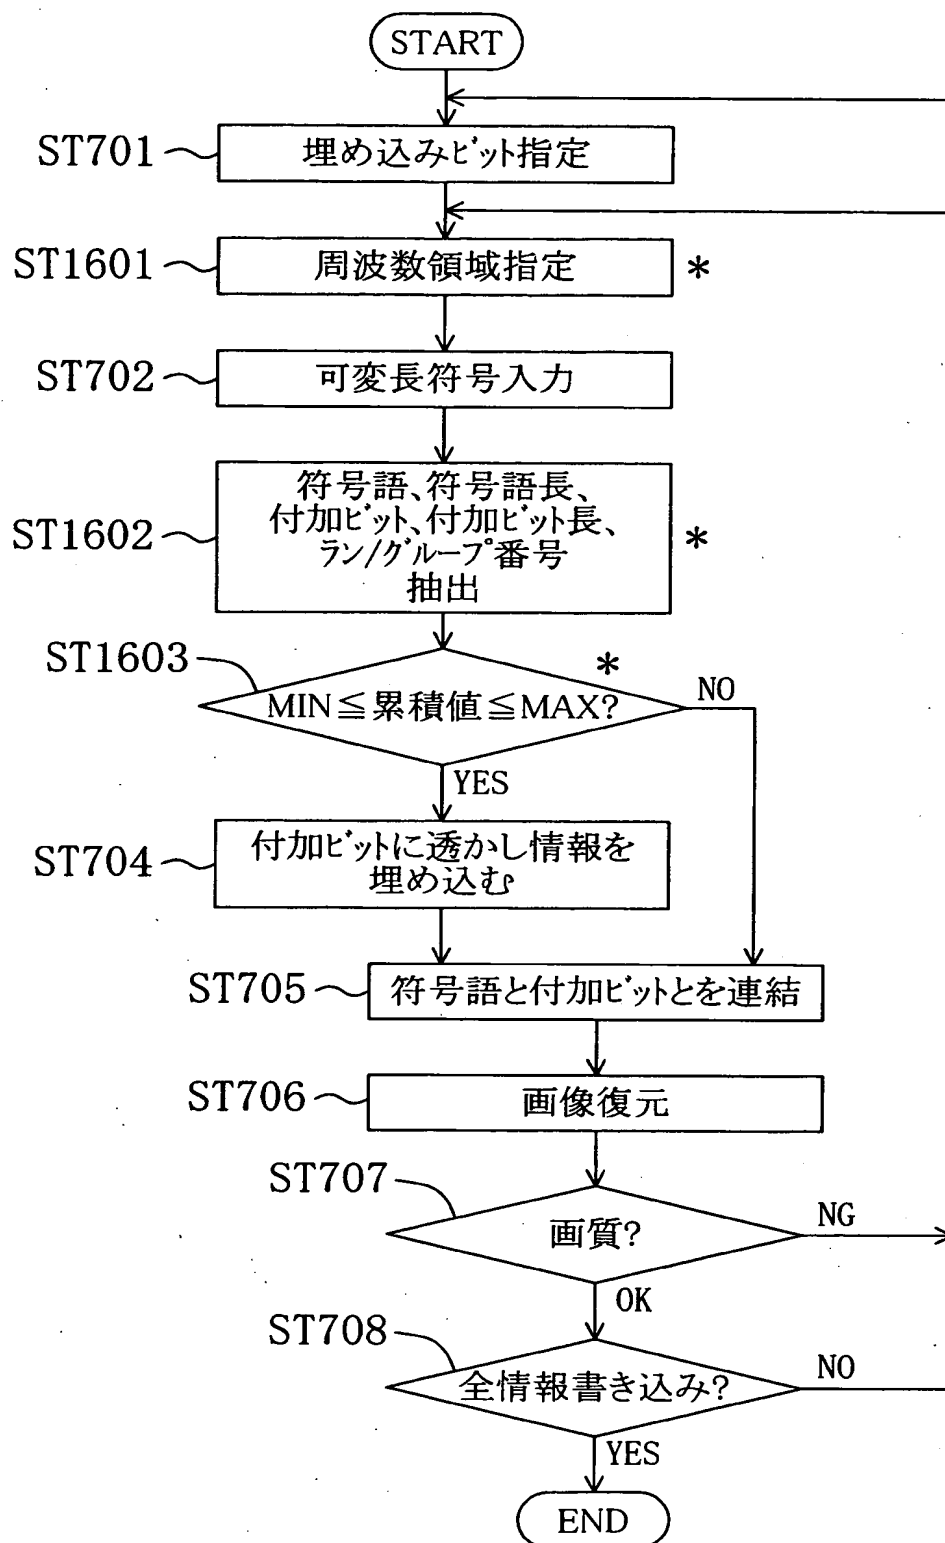 START
ST701
埋め込みビット指定
ST1601
周波数領域指定
*
ST702
可変長符号入力
ST1602
符号語、符号語長、
付加ビット、付加ビット長、
ラン/グループ番号
抽出
*
ST1603
*
MIN≦累積値≦MAX?
NO
YES
ST704
付加ビットに透かし情報を
埋め込む
ST705
符号語と付加ビットとを連結
ST706
画像復元
ST707
画質?
NG
OK
ST708
全情報書き込み?
NO
YES
END